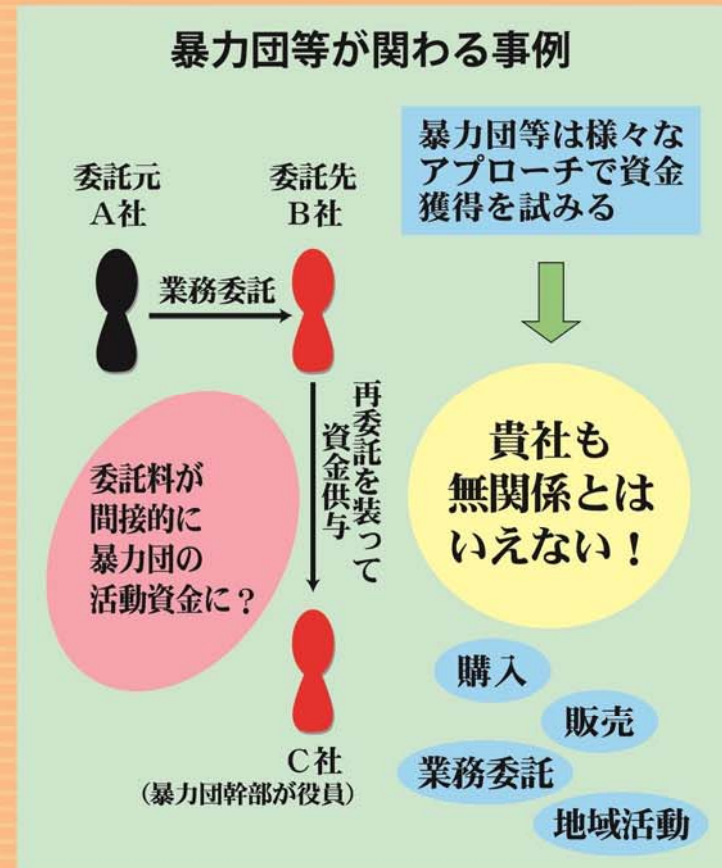 暴力団等が関わる事例
委託元
A社
委託先
B社
業務委託
再委託を装って
資金供与
委託料が
間接的に
暴力団の
活動資金に？
C社
(暴力団幹部が役員)
暴力団等は様々な
アプローチで資金
獲得を試みる
貴社も
無関係とは
いえない！
購入
販売
業務委託
地域活動